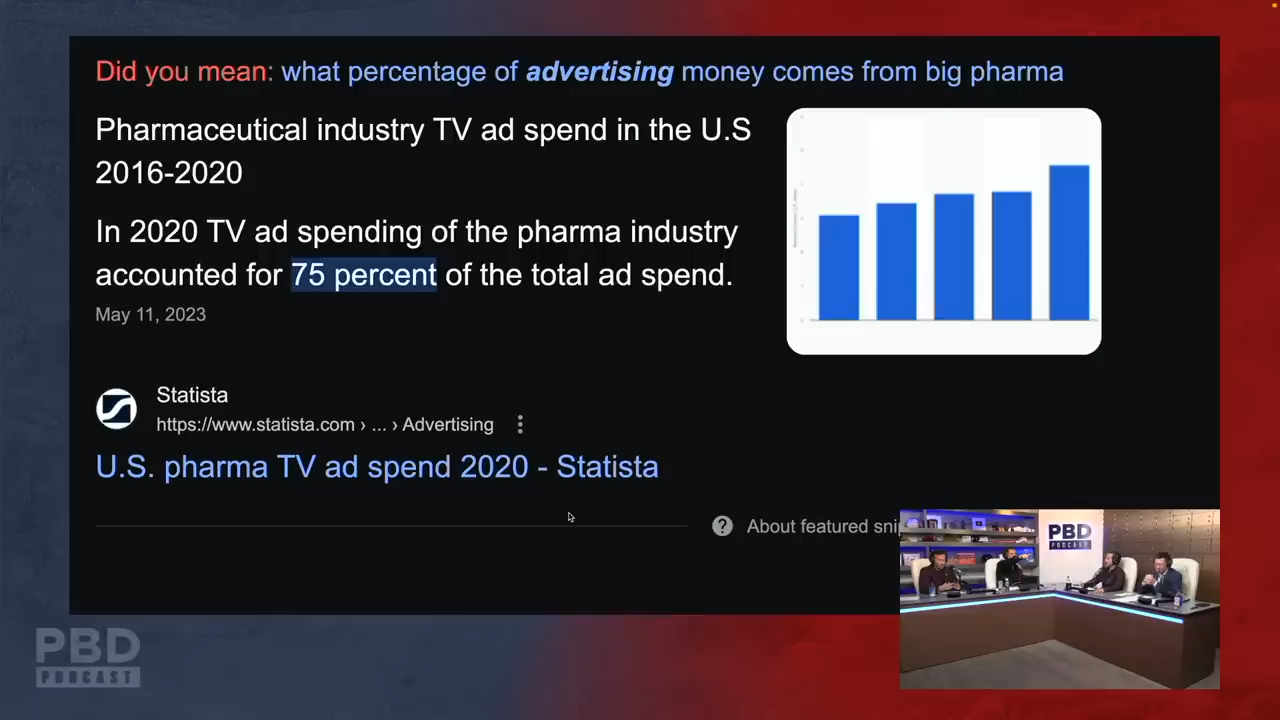 Did you mean: what percentage of advertising money comes from big pharma
Pharmaceutical industry TV ad spend in the U.S
2016-2020
In 2020 TV ad spending of the pharma industry
accounted for 75 percent of the total ad spend.
May 11, 2023
Statista
https://www.statista.com › ... › Advertising
U.S. pharma TV ad spend 2020 - Statista
About featured sni
PBD
PODCAST
PBD
PODCAST